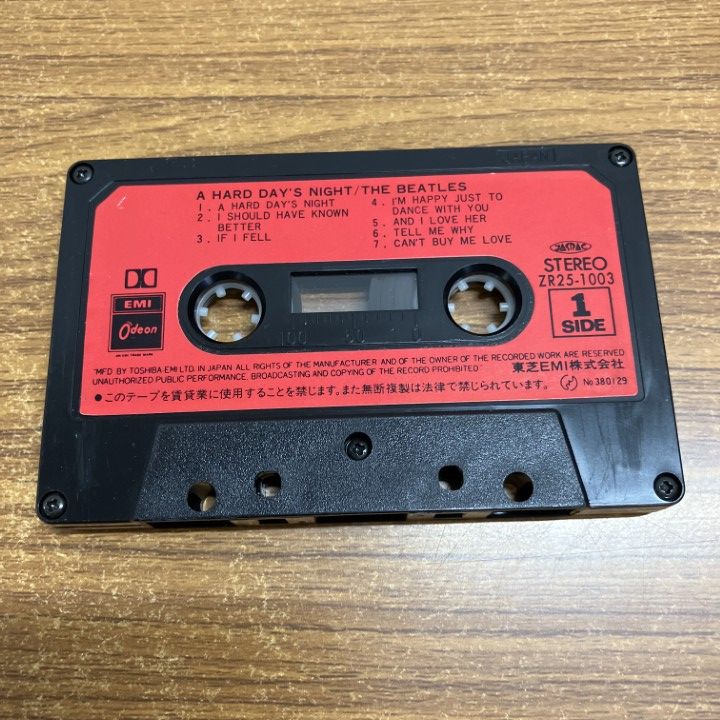 A HARD DAY'S NIGHT/THE BEATLES
1. A HARD DAY'S NIGHT
2. I SHOULD HAVE KNOWN
BETTER
3. IF I FELL
4. I'M HAPPY JUST TO
DANCE WITH YOU
5. AND I LOVE HER
6. TELL ME WHY
7. CAN'T BUY ME LOVE
JASRAC
STEREO
ZR25-1003
1
SIDE
EMI
Odeon
100 50 0
"MFD BY TOSHIBA-EMI LTD. IN JAPAN ALL RIGHTS OF THE MANUFACTURER AND OF THE OWNER OF THE RECORDED WORK ARE RESERVED
UNAUTHORIZED PUBLIC PERFORMANCE, BROADCASTING AND COPYING OF THE RECORD PROHIBITED"
東芝EMI株式会社
●このテープを賃貸業に使用することを禁じます。また無断複製は法律で禁じられています。
No.380129